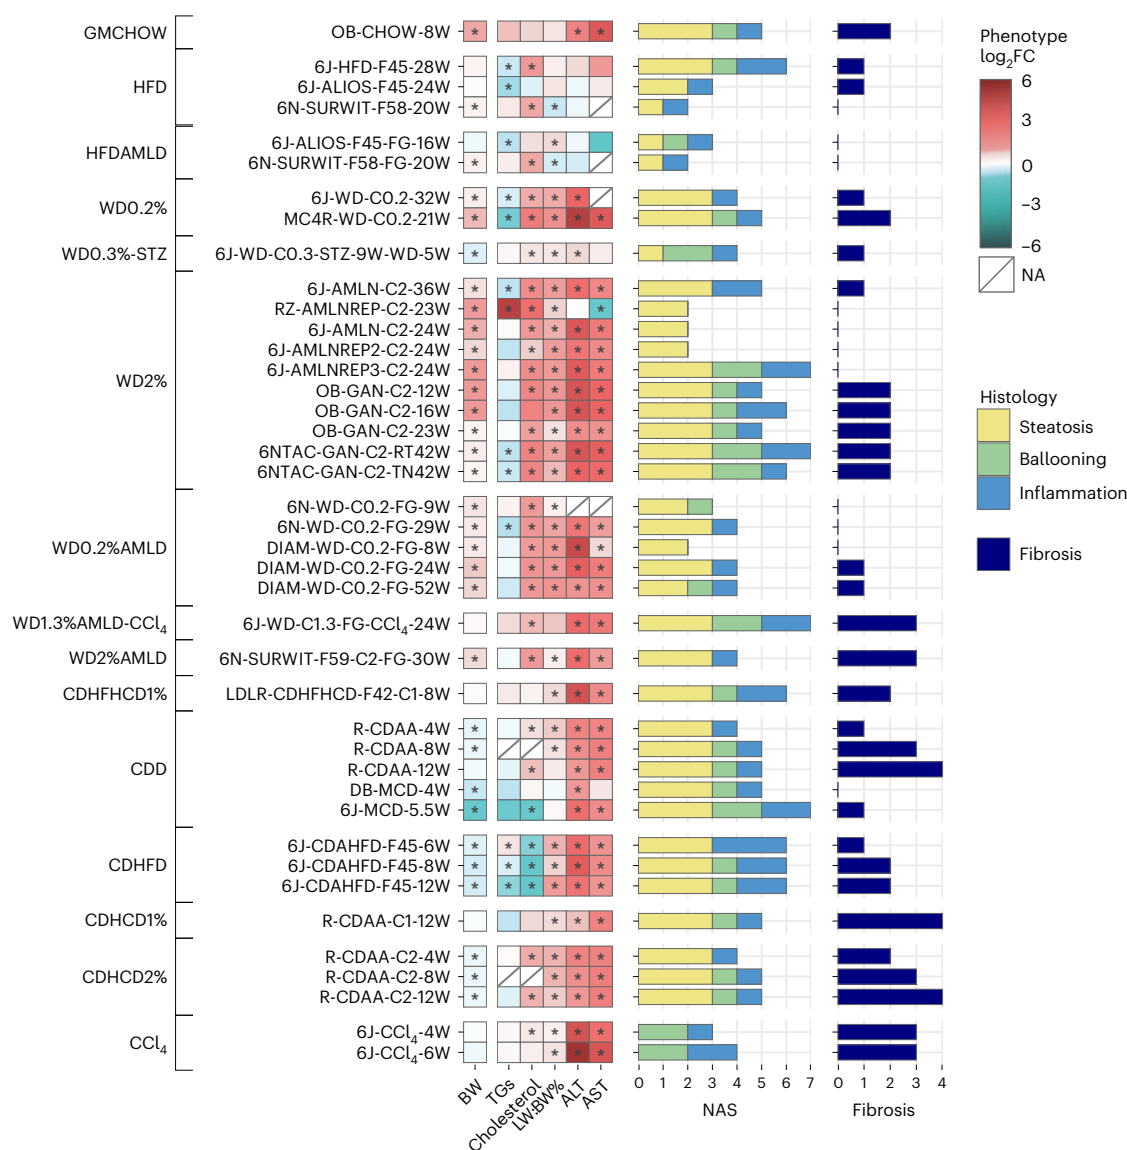 GMCHOW
OB-CHOW-8W
HFD
6J-HFD-F45-28W
6J-ALIOS-F45-24W
6N-SURWIT-F58-20W
HFDAMLD
6J-ALIOS-F45-FG-16W
6N-SURWIT-F58-FG-20W
WD0.2%
6J-WD-C0.2-32W
MC4R-WD-C0.2-21W
WD0.3%-STZ
6J-WD-C0.3-STZ-9W-WD-5W
WD2%
6J-AMLN-C2-36W
RZ-AMLNREP-C2-23W
6J-AMLN-C2-24W
6J-AMLNREP2-C2-24W
6J-AMLNREP3-C2-24W
OB-GAN-C2-12W
OB-GAN-C2-16W
OB-GAN-C2-23W
6NTAC-GAN-C2-RT42W
6NTAC-GAN-C2-TN42W
WD0.2%AMLD
6N-WD-C0.2-FG-9W
6N-WD-C0.2-FG-29W
DIAM-WD-C0.2-FG-8W
DIAM-WD-C0.2-FG-24W
DIAM-WD-C0.2-FG-52W
WD1.3%AMLD-CCl₄
6J-WD-C1.3-FG-CCl₄-24W
WD2%AMLD
6N-SURWIT-F59-C2-FG-30W
CDHFHCD1%
LDLR-CDHFHCD-F42-C1-8W
CDD
R-CDAA-4W
R-CDAA-8W
R-CDAA-12W
DB-MCD-4W
6J-MCD-5.5W
CDHFD
6J-CDAHFD-F45-6W
6J-CDAHFD-F45-8W
6J-CDAHFD-F45-12W
CDHCD1%
R-CDAA-C1-12W
CDHCD2%
R-CDAA-C2-4W
R-CDAA-C2-8W
R-CDAA-C2-12W
CCl₄
6J-CCl₄-4W
6J-CCl₄-6W
BW
TGs
Cholesterol
LW:BW%
ALT
AST
0 1 2 3 4 5 6 7
NAS
0 1 2 3 4
Fibrosis
Phenotype
log₂FC
6
3
0
−3
−6
NA
Histology
Steatosis
Ballooning
Inflammation
Fibrosis